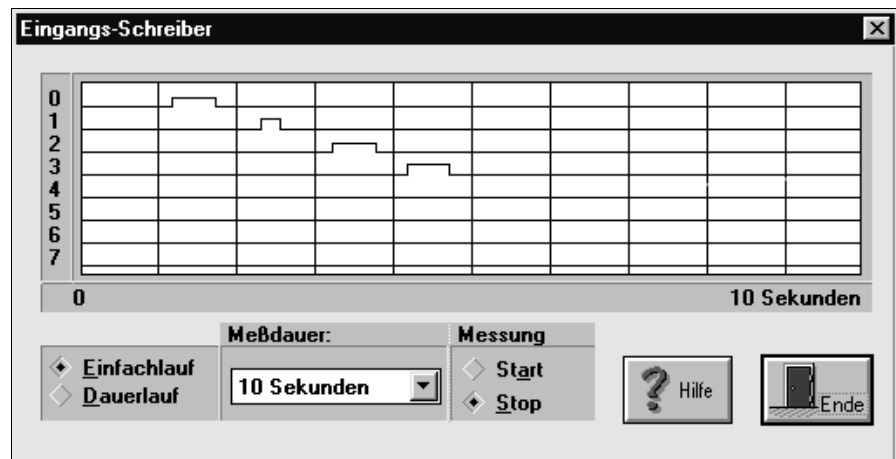 Eingangs-Schreiber
0
1
2
3
4
5
6
7
0 10 Sekunden
Einfachlauf
Dauerlauf
Meßdauer:
10 Sekunden
Messung
Start
Stop
Hilfe
Ende